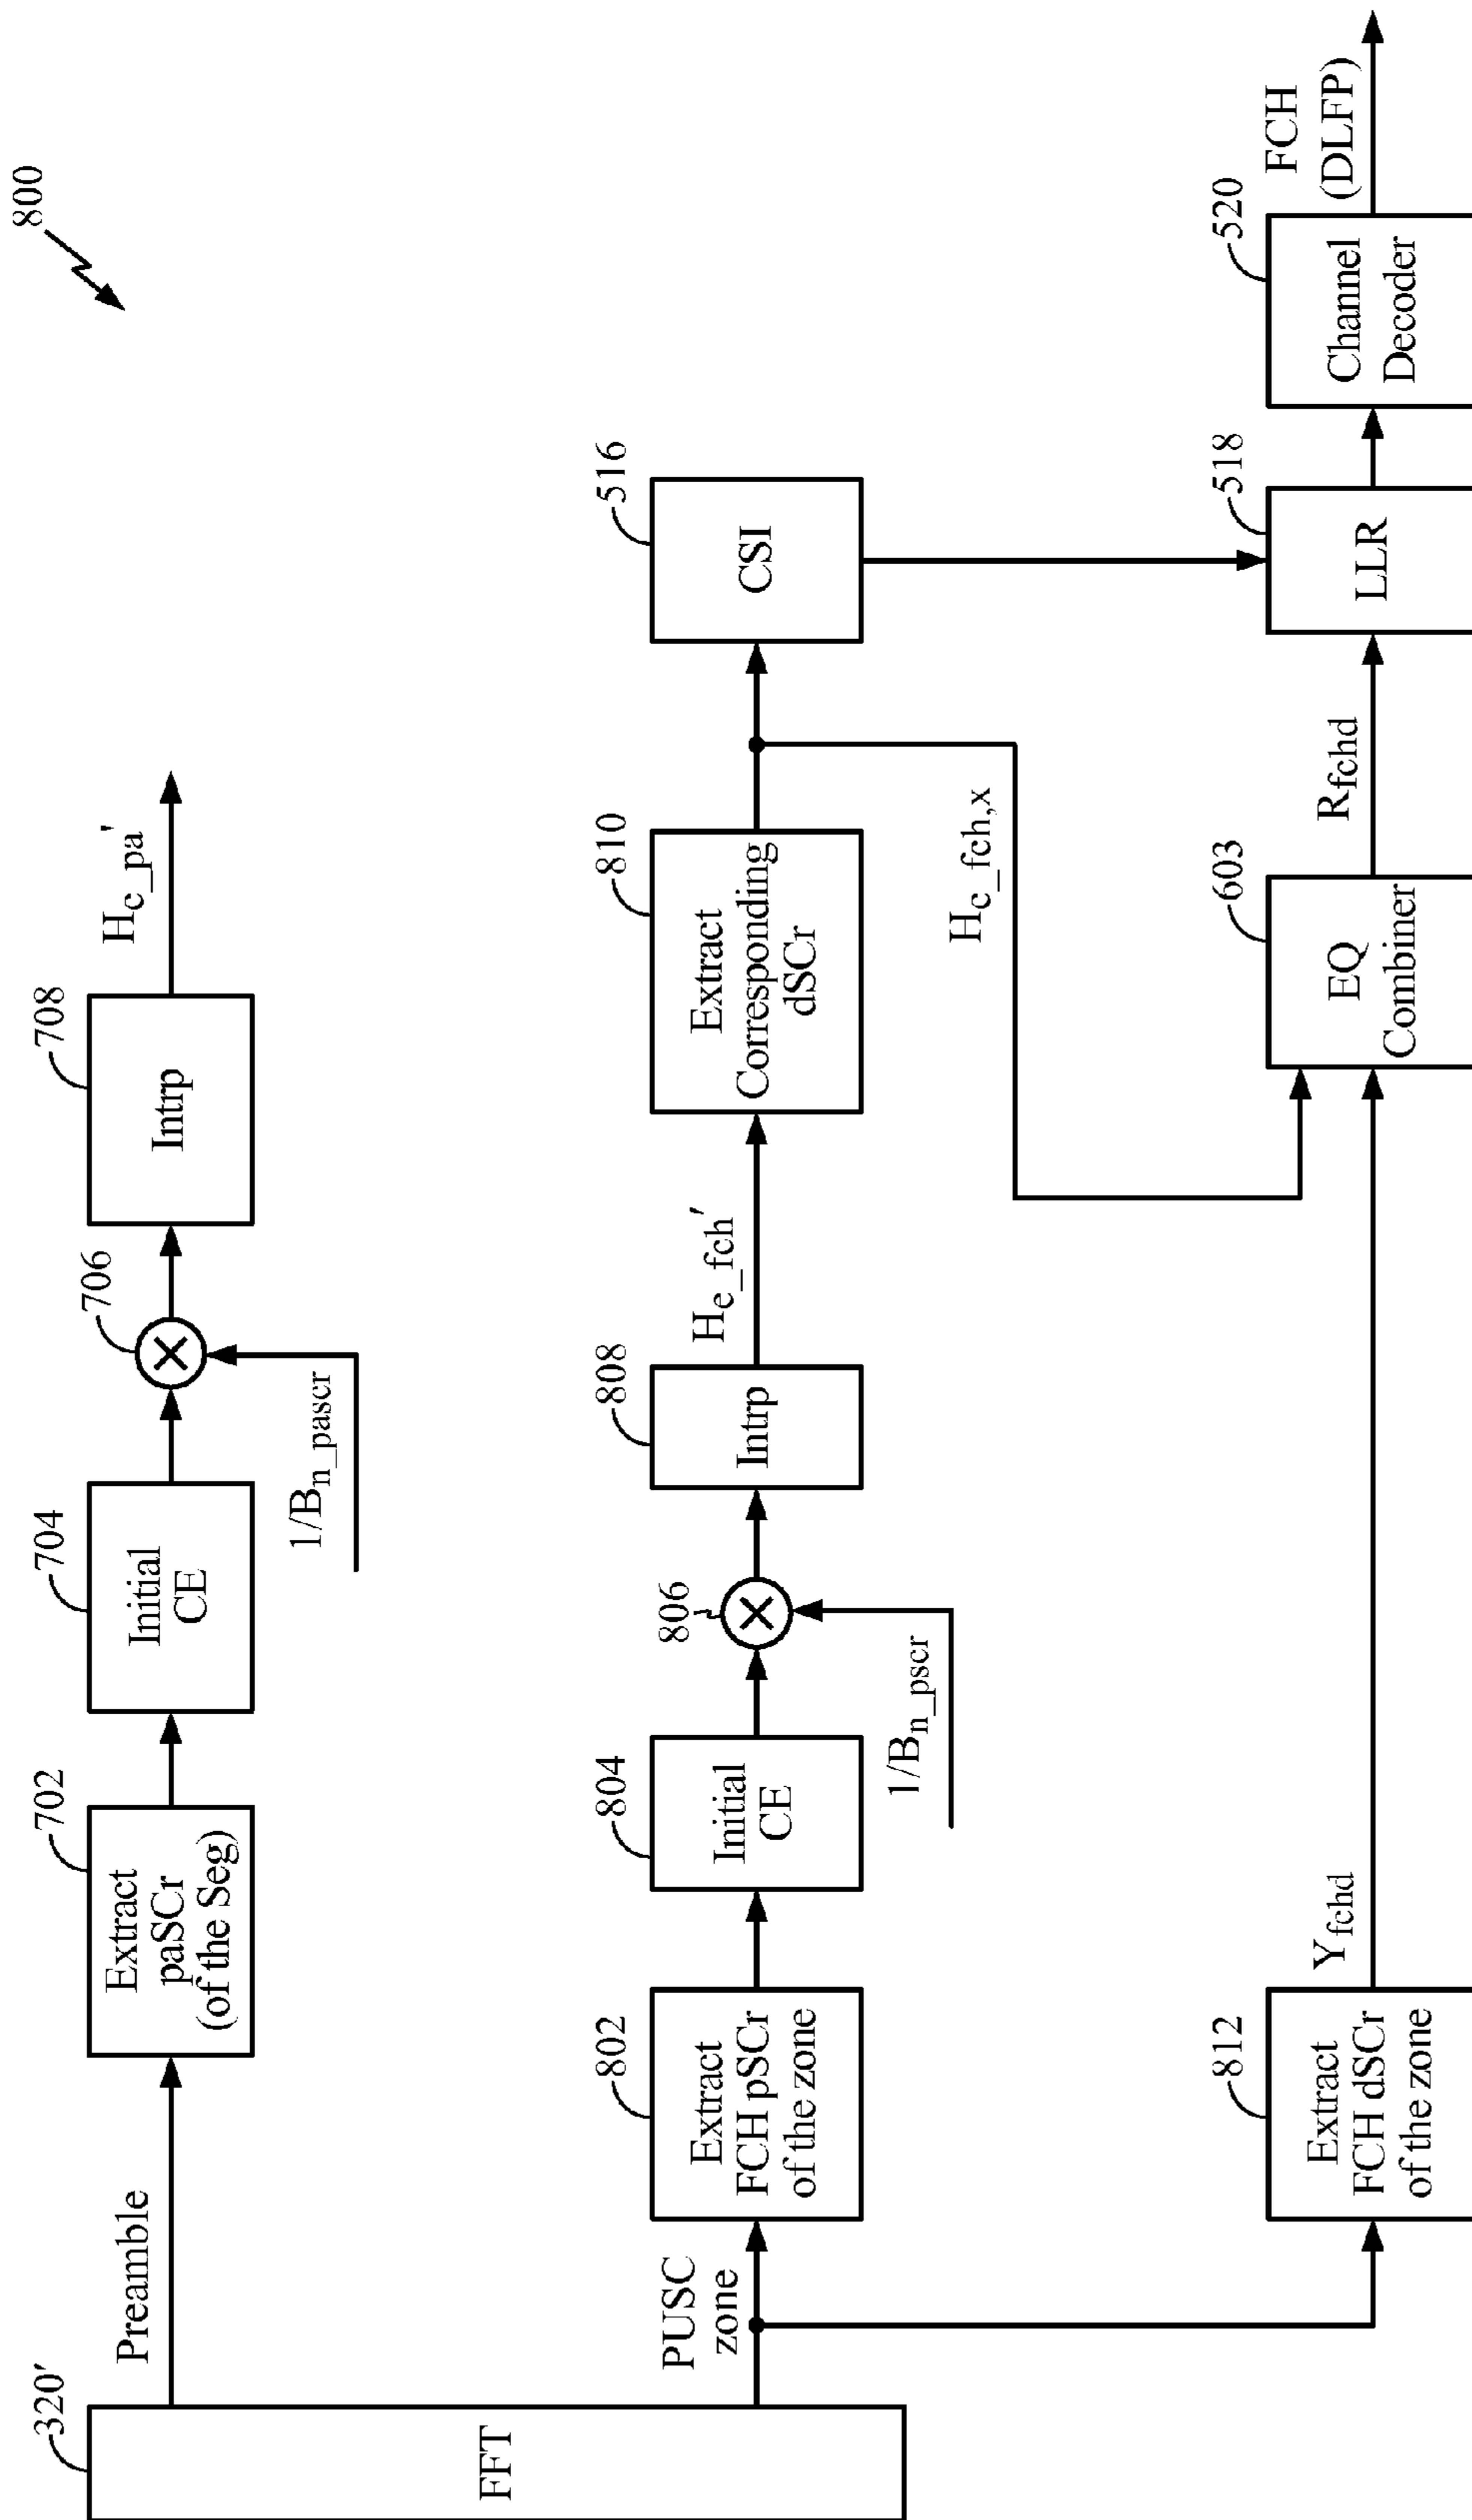 800
320′
FFT
Preamble
702
Extract
paSCr
(of the Seg)
704
Initial
CE
706
1/Bn_pascr
708
Intrp
He_pa'
PUSC
zone
802
Extract
FCH pSCr
of the zone
804
Initial
CE
806
1/Bn_pscr
808
Intrp
He_fch'
810
Extract
Corresponding
dSCr
He_fch,x
516
CSI
812
Extract
FCH dSCr
of the zone
Yfchd
603
EQ
Combiner
Rfchd
518
LLR
520
Channel
Decoder
FCH
(DLFP)